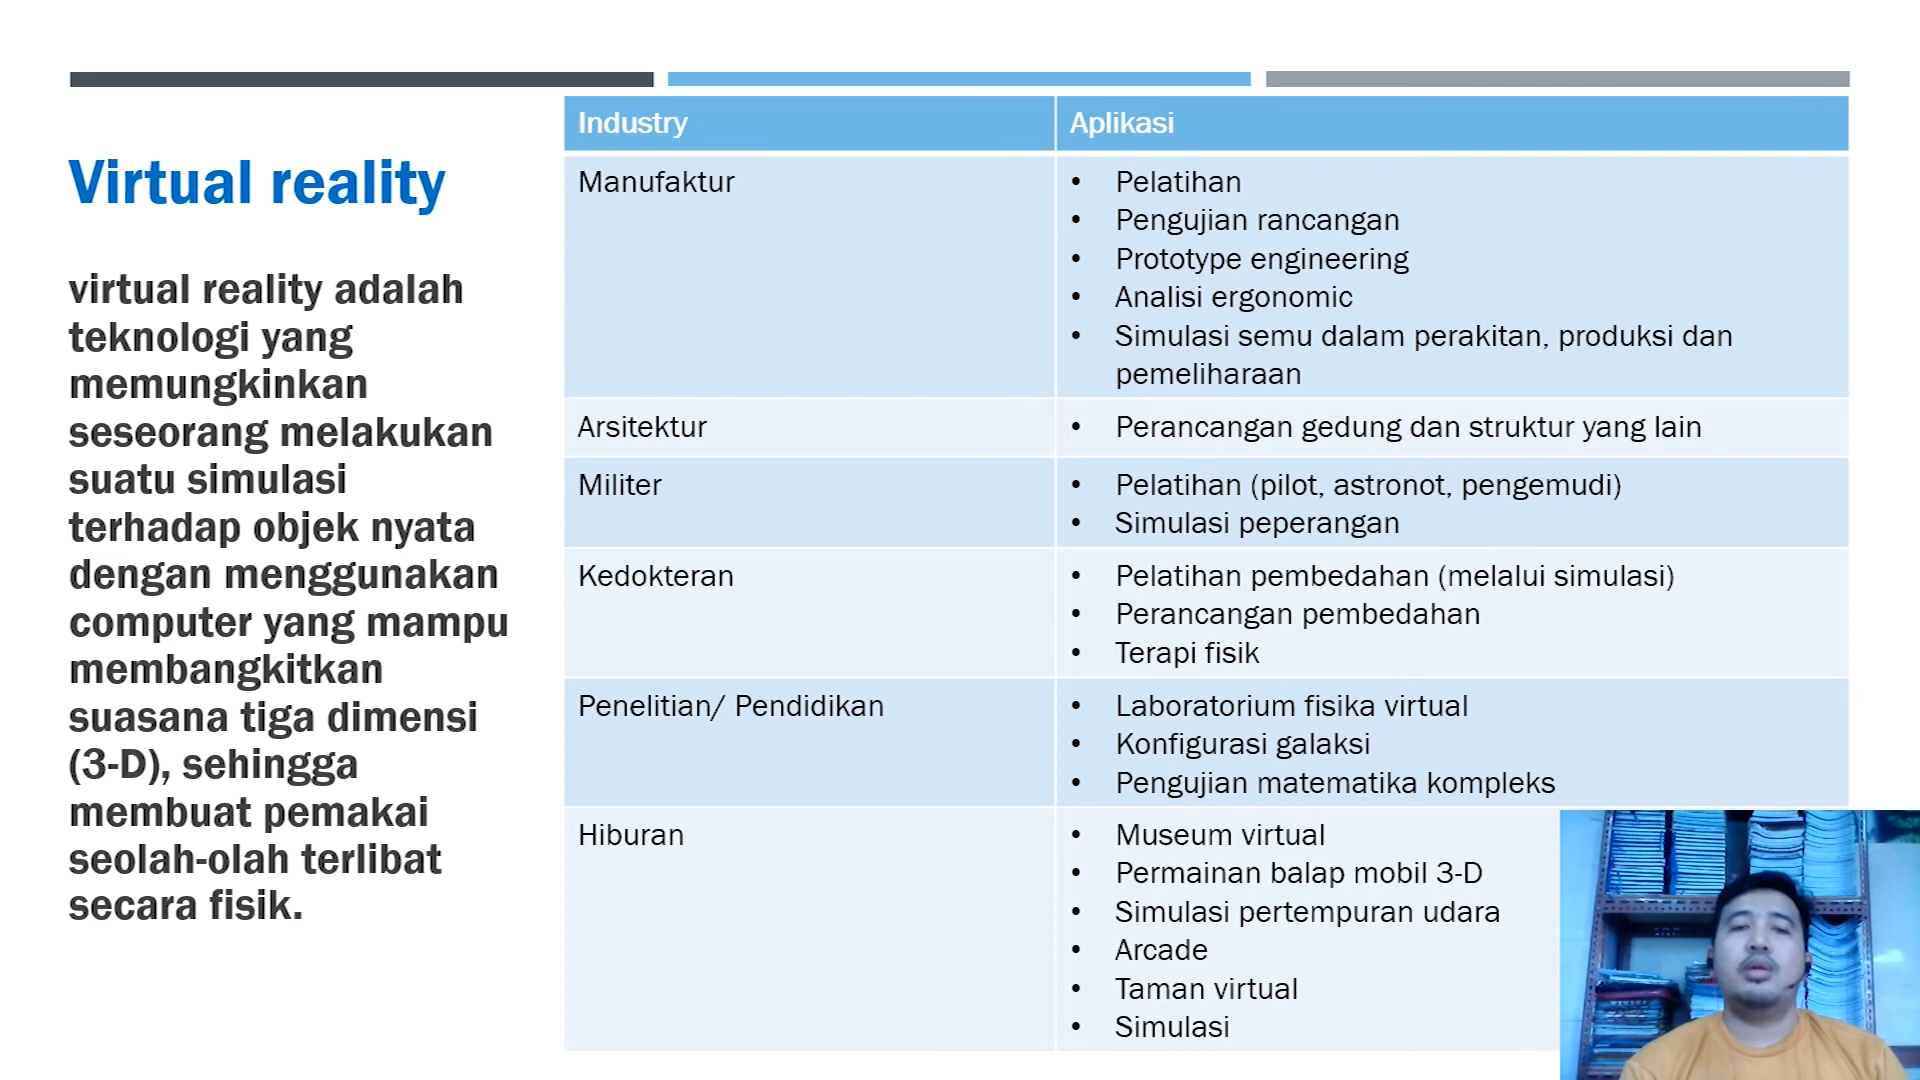 Virtual reality
virtual reality adalah
teknologi yang
memungkinkan
seseorang melakukan
suatu simulasi
terhadap objek nyata
dengan menggunakan
computer yang mampu
membangkitkan
suasana tiga dimensi
(3-D), sehingga
membuat pemakai
seolah-olah terlibat
secara fisik.
Industry
Aplikasi
Manufaktur
• Pelatihan
• Pengujian rancangan
• Prototype engineering
• Analisi ergonomic
• Simulasi semu dalam perakitan, produksi dan
pemeliharaan
Arsitektur
• Perancangan gedung dan struktur yang lain
Militer
• Pelatihan (pilot, astronot, pengemudi)
• Simulasi peperangan
Kedokteran
• Pelatihan pembedahan (melalui simulasi)
• Perancangan pembedahan
• Terapi fisik
Penelitian/ Pendidikan
• Laboratorium fisika virtual
• Konfigurasi galaksi
• Pengujian matematika kompleks
Hiburan
• Museum virtual
• Permainan balap mobil 3-D
• Simulasi pertempuran udara
• Arcade
• Taman virtual
• Simulasi